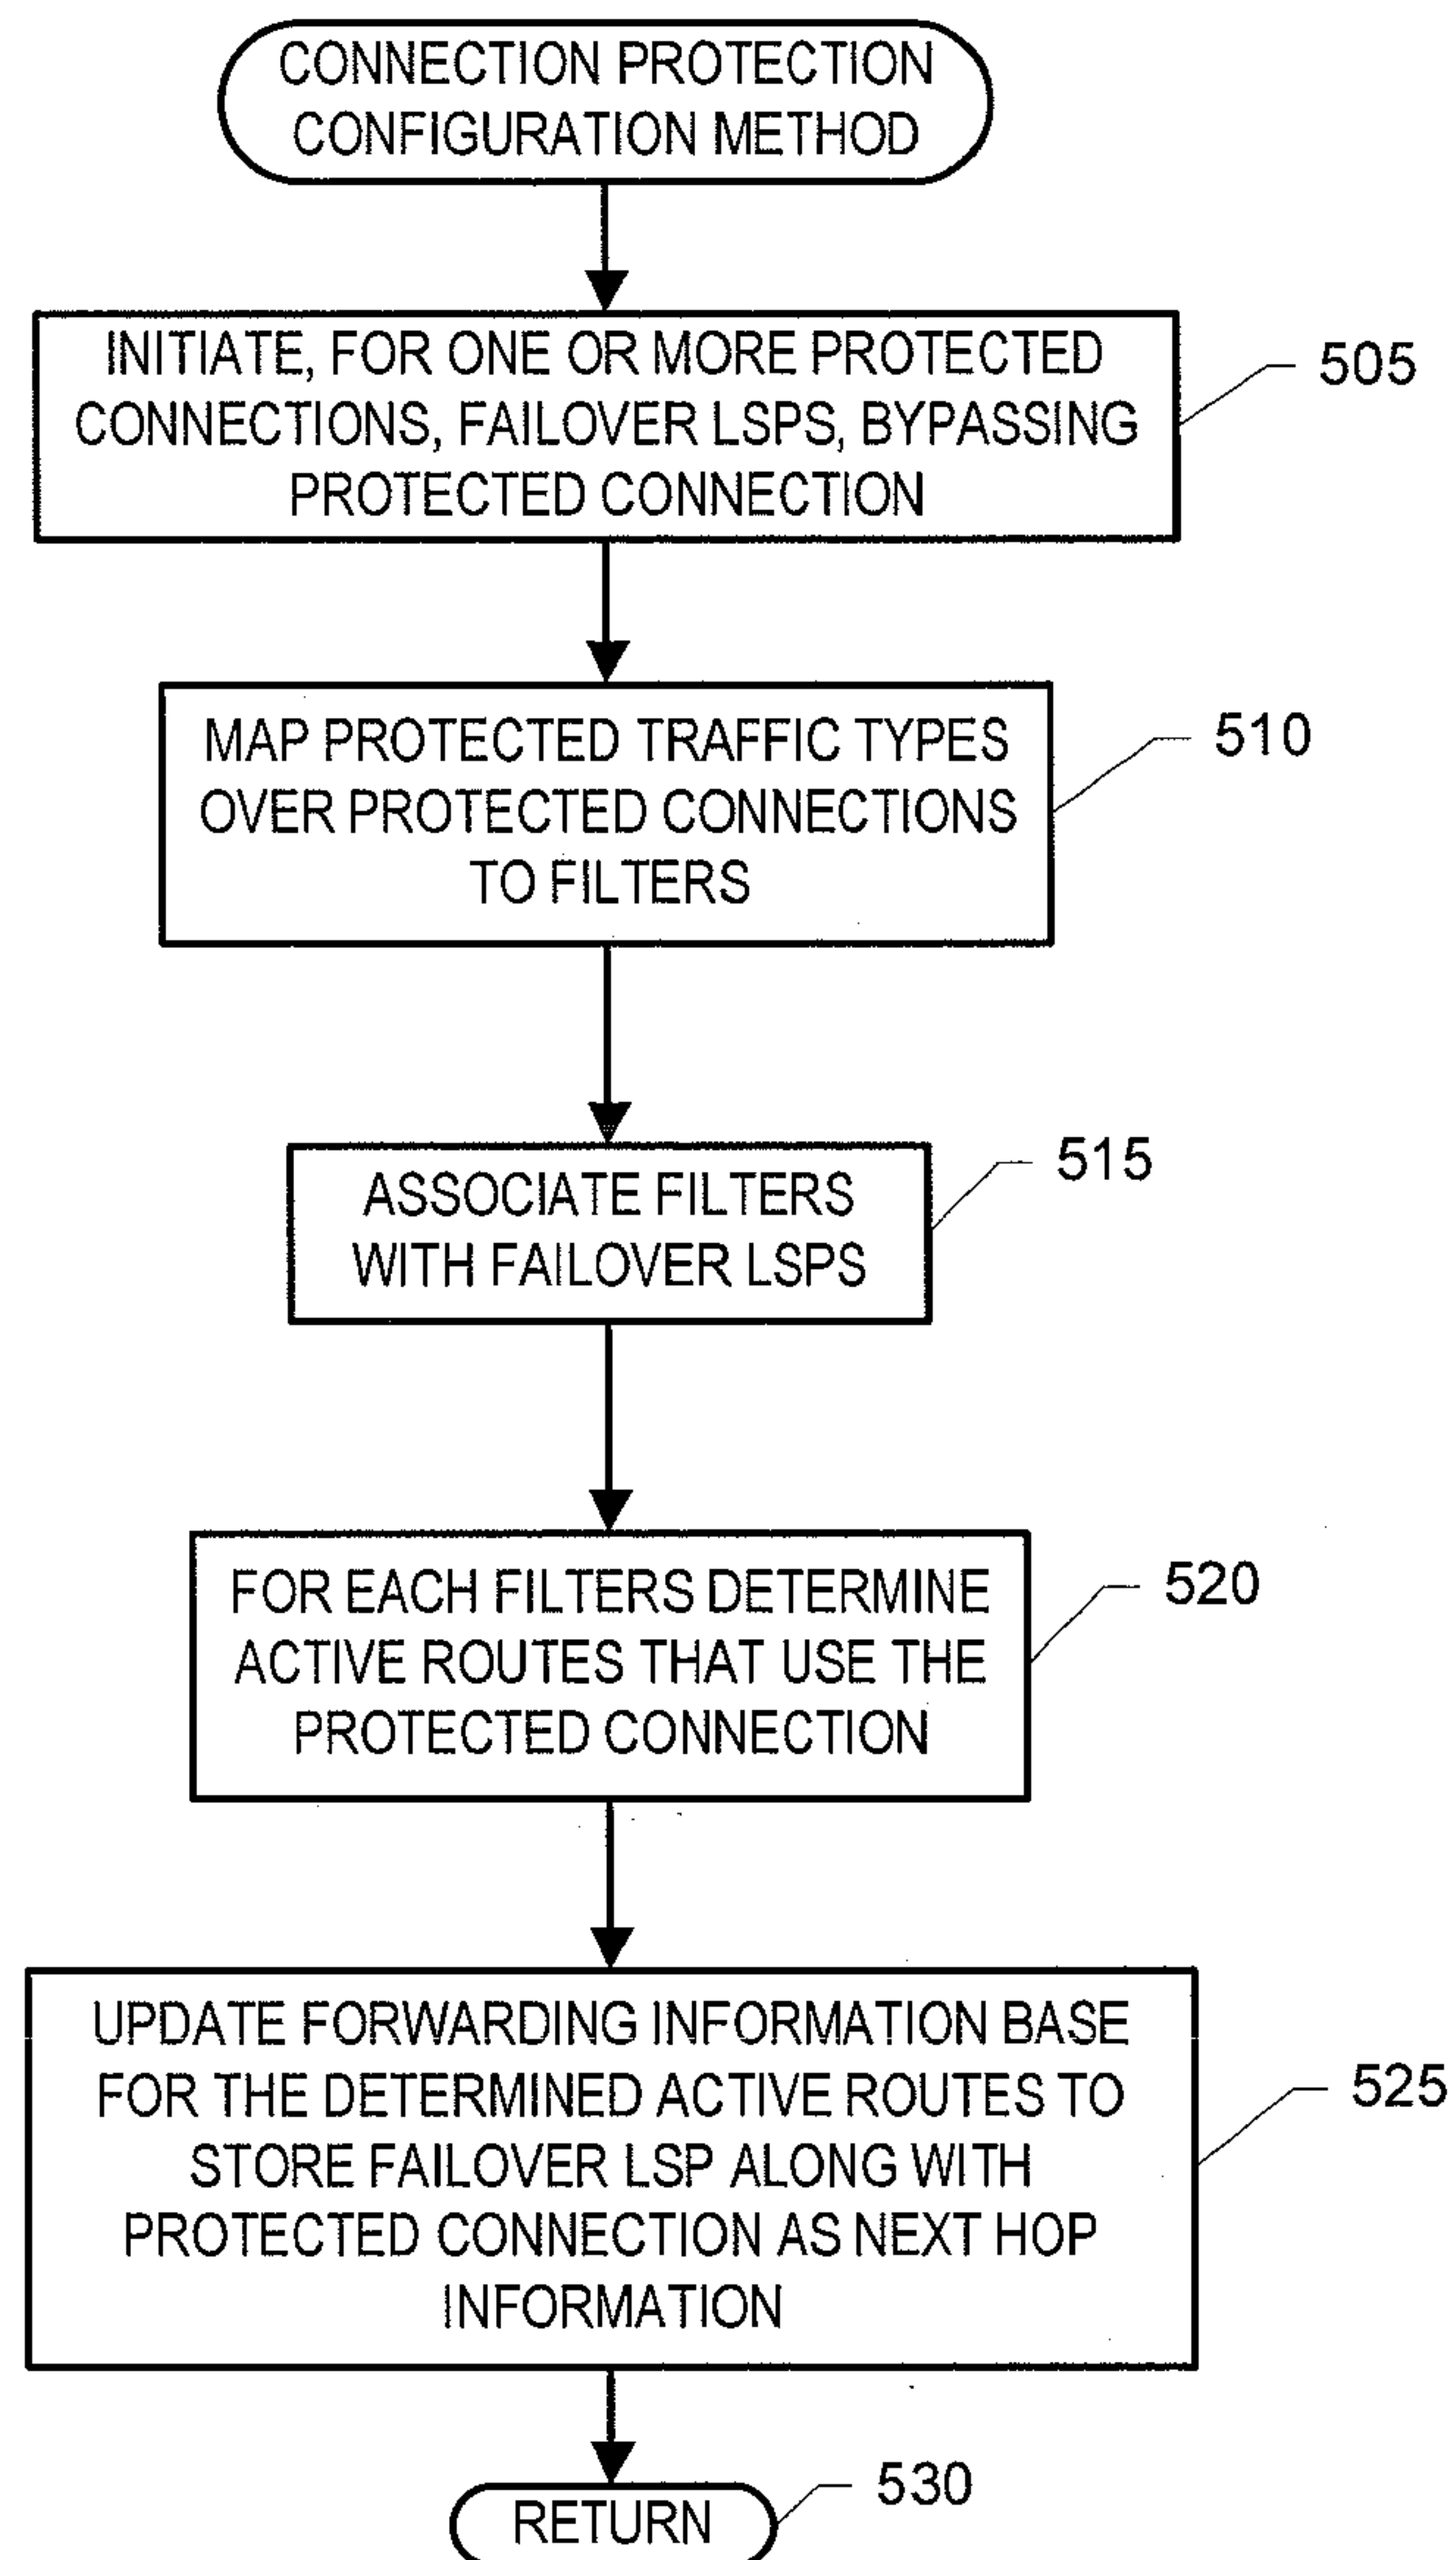 CONNECTION PROTECTION
CONFIGURATION METHOD
INITIATE, FOR ONE OR MORE PROTECTED
CONNECTIONS, FAILOVER LSPS, BYPASSING
PROTECTED CONNECTION
505
MAP PROTECTED TRAFFIC TYPES
OVER PROTECTED CONNECTIONS
TO FILTERS
510
ASSOCIATE FILTERS
WITH FAILOVER LSPS
515
FOR EACH FILTERS DETERMINE
ACTIVE ROUTES THAT USE THE
PROTECTED CONNECTION
520
UPDATE FORWARDING INFORMATION BASE
FOR THE DETERMINED ACTIVE ROUTES TO
STORE FAILOVER LSP ALONG WITH
PROTECTED CONNECTION AS NEXT HOP
INFORMATION
525
RETURN
530